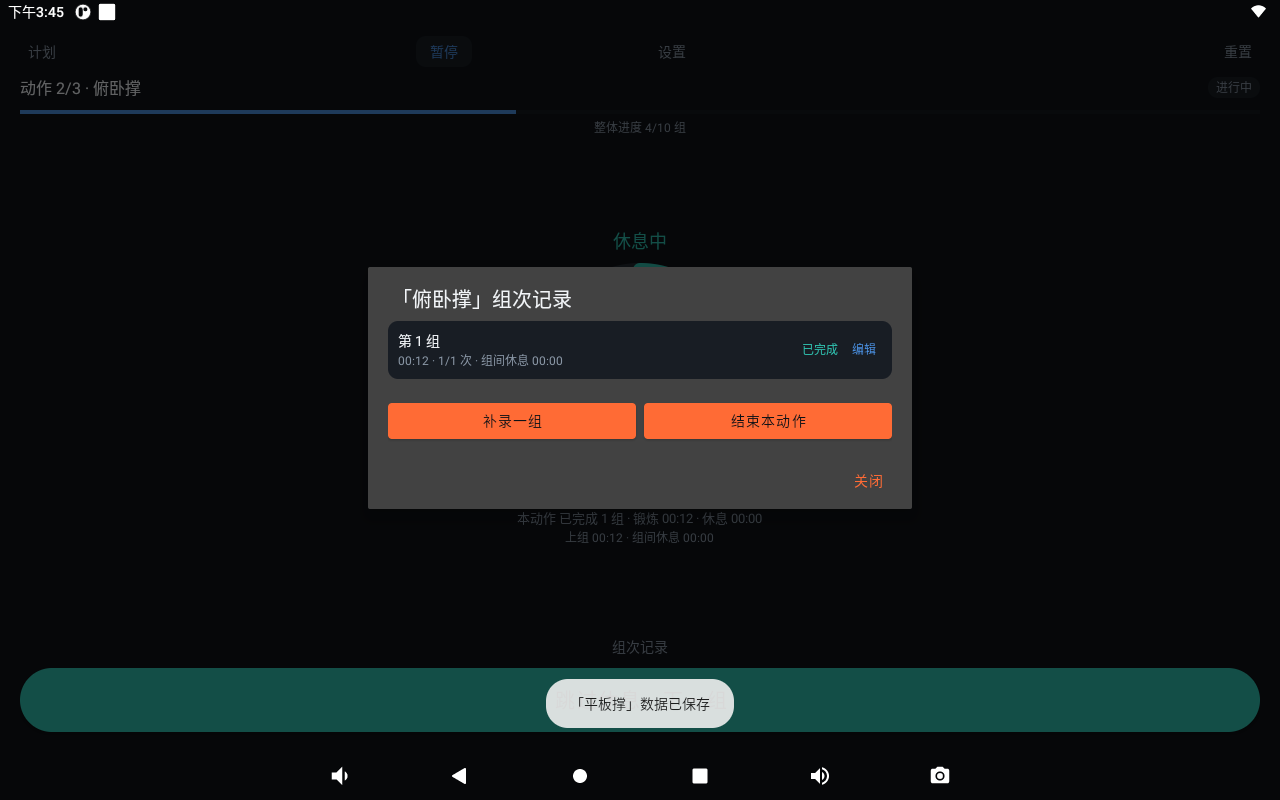 下午3:45
计划
暂停
设置
重置
动作 2/3 · 俯卧撑
进行中
整体进度 4/10 组
休息中
「俯卧撑」组次记录
第 1 组
00:12 · 1/1 次 · 组间休息 00:00
已完成
编辑
补录一组
结束本动作
关闭
本动作 已完成 1 组 · 锻炼 00:12 · 休息 00:00
上组 00:12 · 组间休息 00:00
组次记录
「平板撑」数据已保存